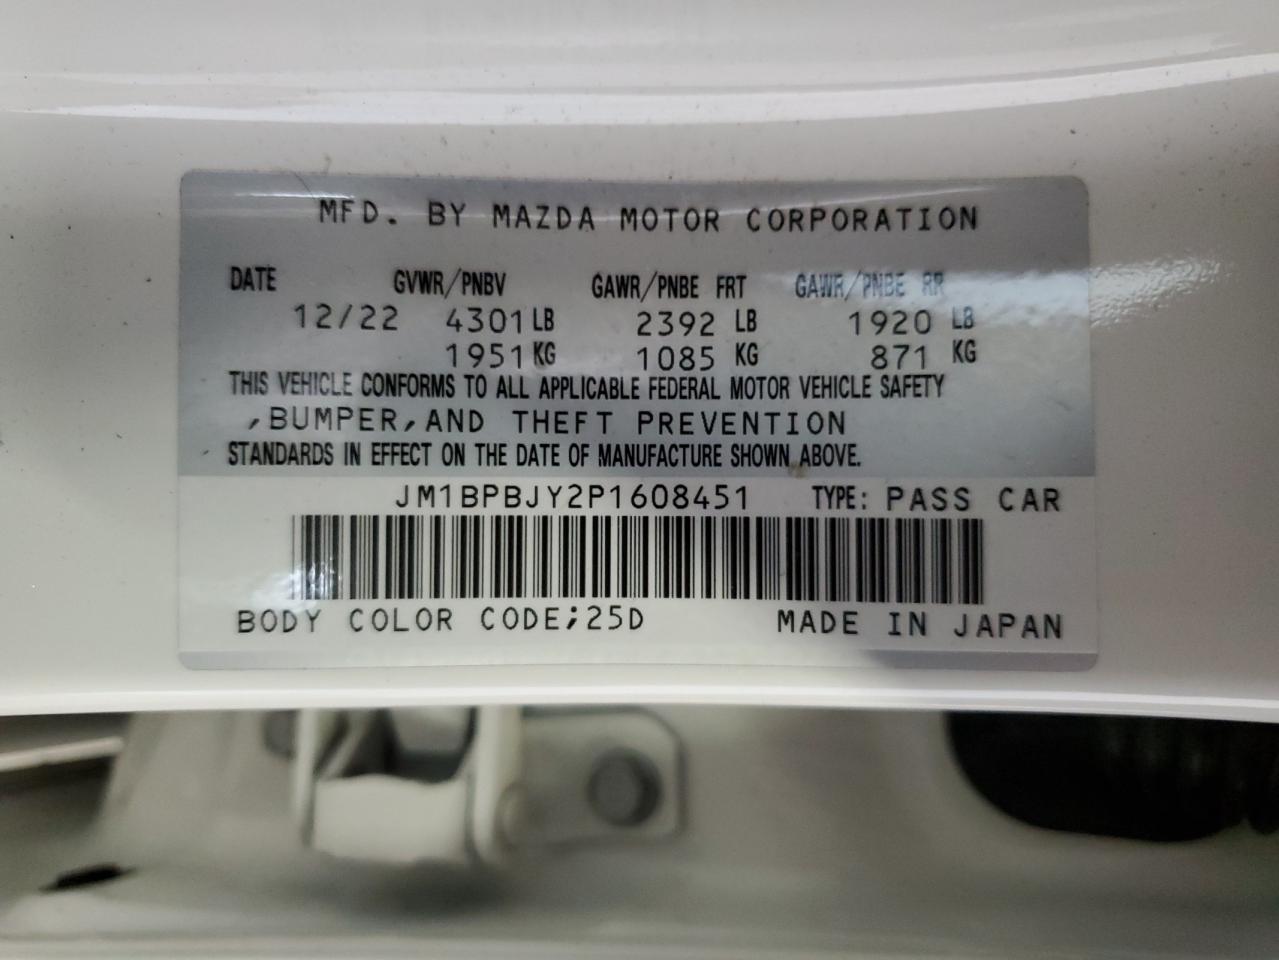 MFD. BY MAZDA MOTOR CORPORATION
DATE GVWR/PNBV GAWR/PNBE FRT GAWR/PNBE RR
12/22 4301 LB 2392 LB 1920 LB
1951 KG 1085 KG 871 KG
THIS VEHICLE CONFORMS TO ALL APPLICABLE FEDERAL MOTOR VEHICLE SAFETY
,BUMPER,AND THEFT PREVENTION
STANDARDS IN EFFECT ON THE DATE OF MANUFACTURE SHOWN ABOVE.
JM1BPBJY2P1608451 TYPE: PASS CAR
BODY COLOR CODE;25D MADE IN JAPAN